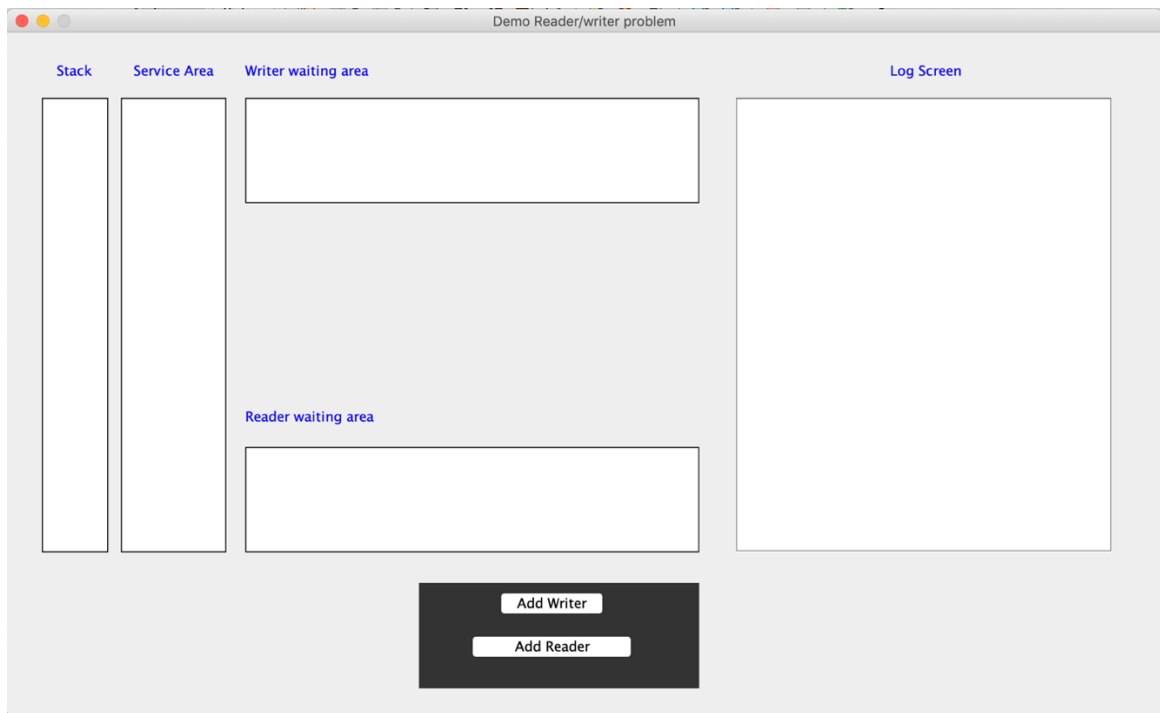 Demo Reader/writer problem
Stack Service Area Writer waiting area Log Screen
Reader waiting area
Add Writer
Add Reader